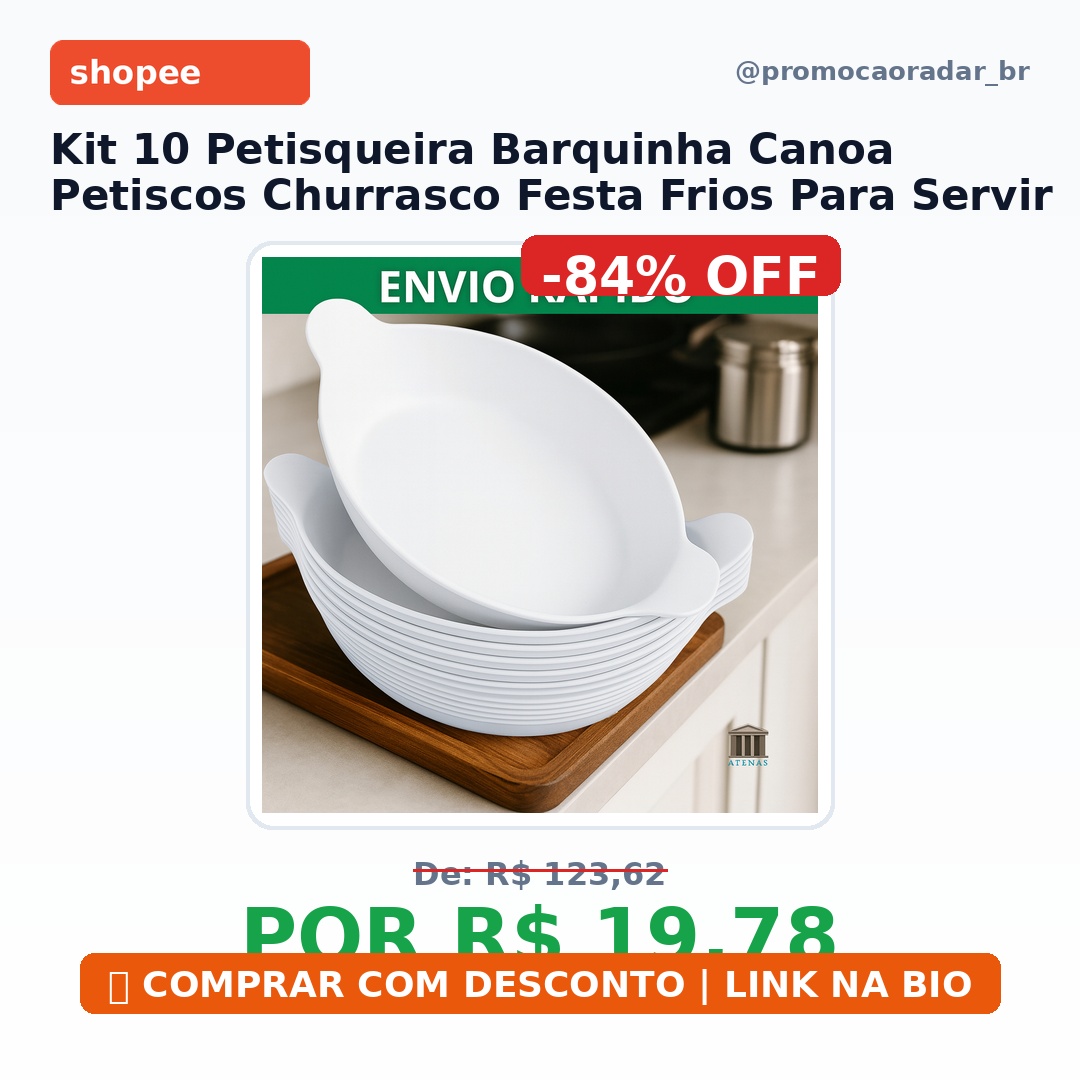 shopee
@promocaoradar_br
Kit 10 Petisqueira Barquinha Canoa
Petiscos Churrasco Festa Frios Para Servir
-84% OFF
ENVIO
De: R$ 123,62
POR R$ 19,78
COMPRAR COM DESCONTO | LINK NA BIO
ATENAS